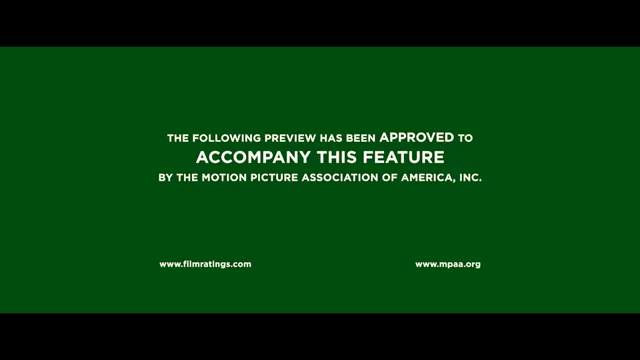 THE FOLLOWING PREVIEW HAS BEEN APPROVED TO
ACCOMPANY THIS FEATURE
BY THE MOTION PICTURE ASSOCIATION OF AMERICA, INC.
www.filmratings.com
www.mpaa.org